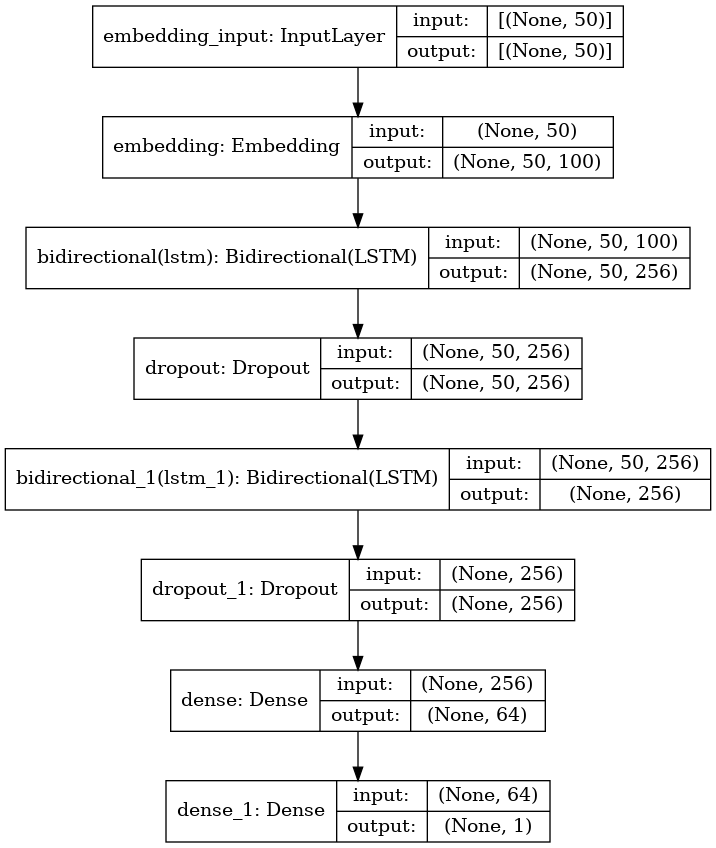 embedding_input: InputLayer
input: [(None, 50)]
output: [(None, 50)]
embedding: Embedding
input: (None, 50)
output: (None, 50, 100)
bidirectional(lstm): Bidirectional(LSTM)
input: (None, 50, 100)
output: (None, 50, 256)
dropout: Dropout
input: (None, 50, 256)
output: (None, 50, 256)
bidirectional_1(lstm_1): Bidirectional(LSTM)
input: (None, 50, 256)
output: (None, 256)
dropout_1: Dropout
input: (None, 256)
output: (None, 256)
dense: Dense
input: (None, 256)
output: (None, 64)
dense_1: Dense
input: (None, 64)
output: (None, 1)